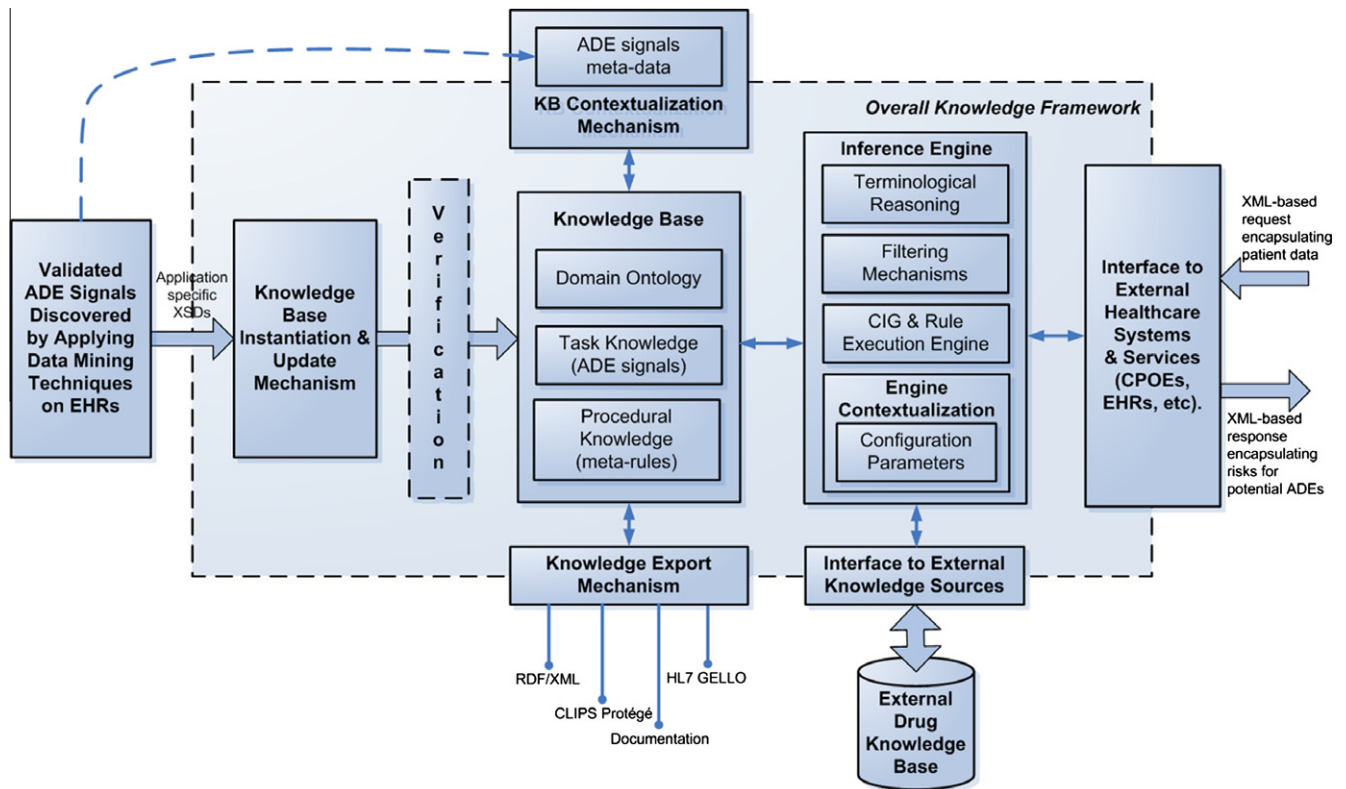 ADE signals
meta-data
KB Contextualization
Mechanism
Overall Knowledge Framework
Validated
ADE Signals
Discovered
by Applying
Data Mining
Techniques
on EHRs
Application
specific
XSDs
Knowledge
Base
Instantiation &
Update
Mechanism
Verification
Knowledge Base
Domain Ontology
Task Knowledge
(ADE signals)
Procedural
Knowledge
(meta-rules)
Inference Engine
Terminological
Reasoning
Filtering
Mechanisms
CIG & Rule
Execution Engine
Engine
Contextualization
Configuration
Parameters
Interface to
External
Healthcare
Systems
& Services
(CPOEs,
EHRs, etc).
XML-based
request
encapsulating
patient data
XML-based
response
encapsulating
risks for
potential ADEs
Knowledge Export
Mechanism
RDF/XML
CLIPS Protégé
Documentation
HL7 GELLO
Interface to External
Knowledge Sources
External
Drug
Knowledge
Base